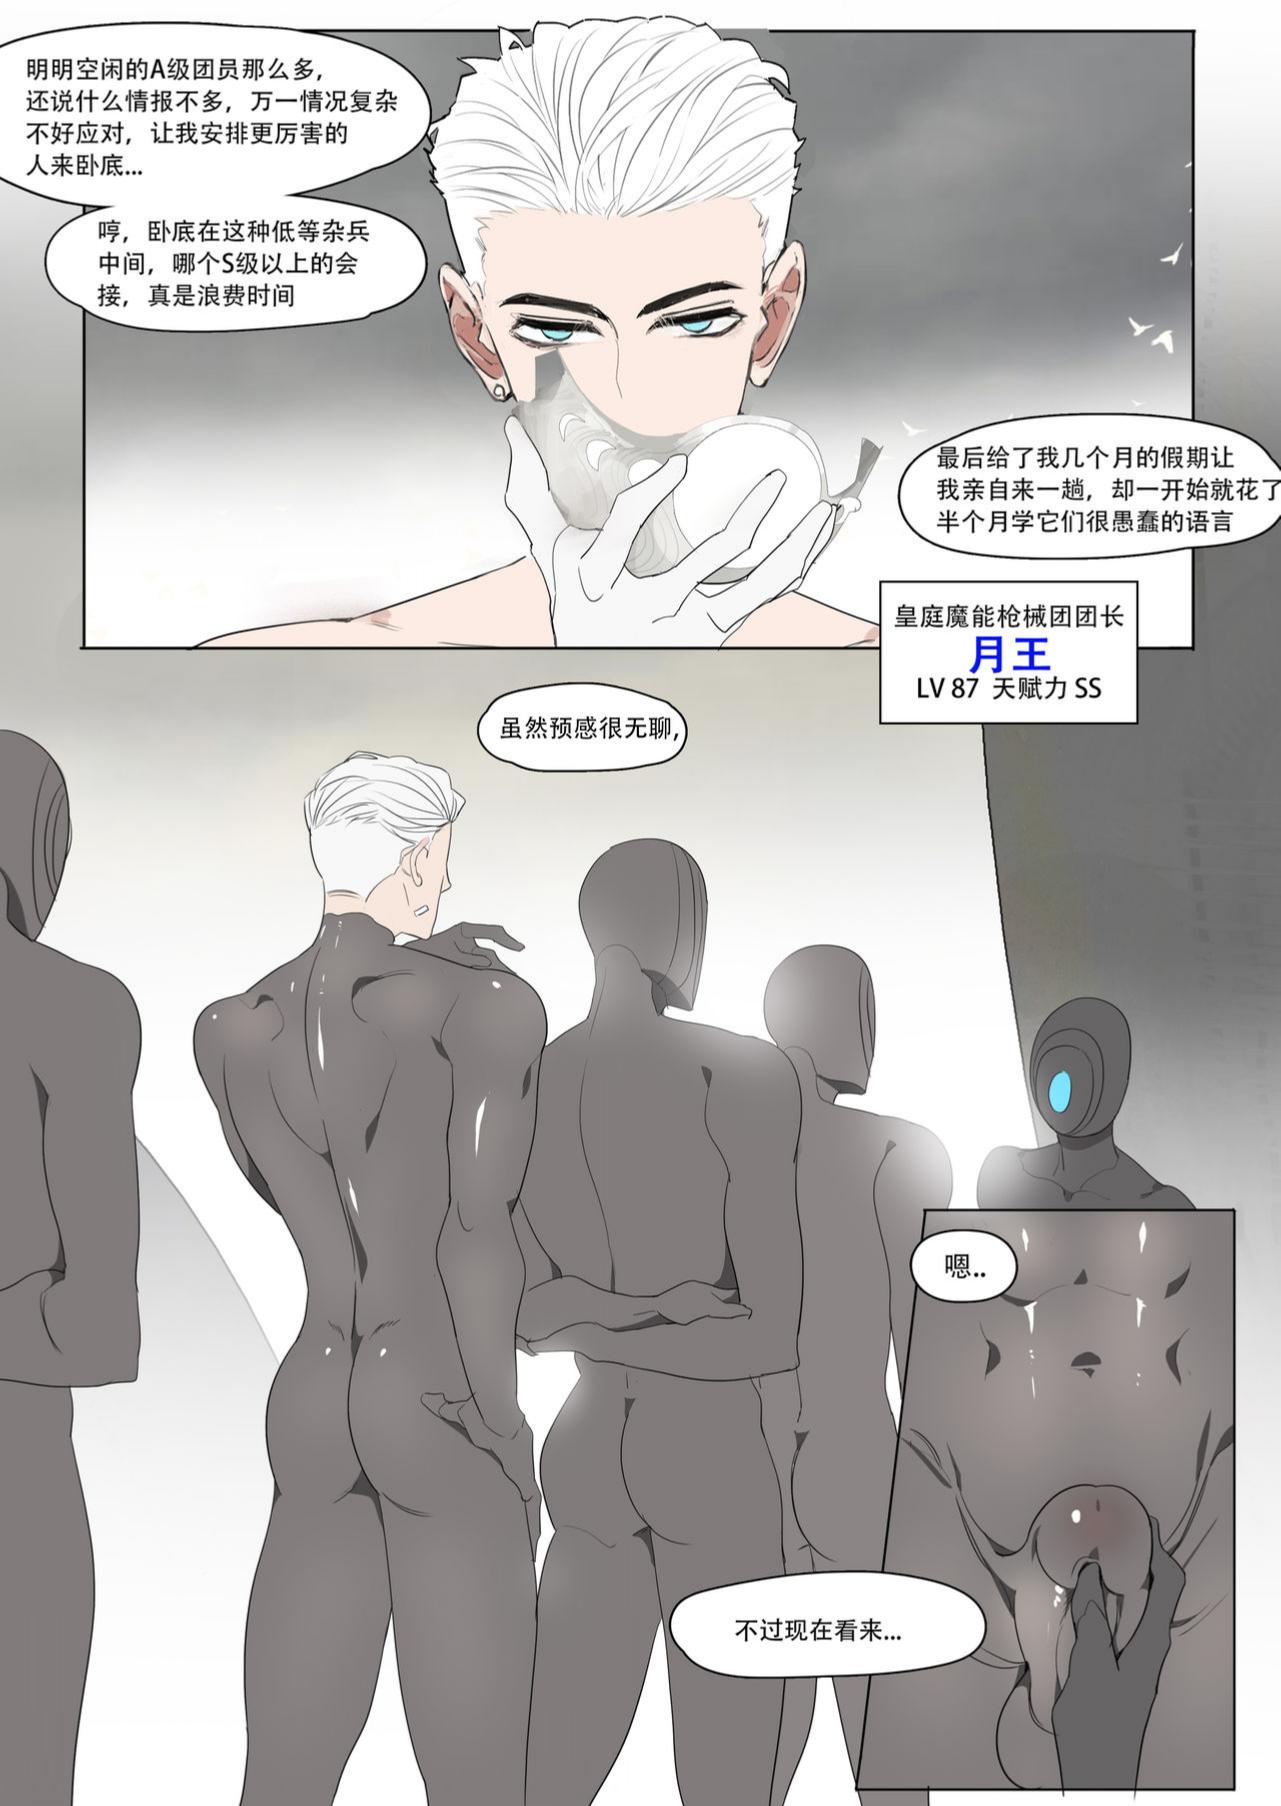 明明空闲的A级团员那么多，
还说什么情报不多，万一情况复杂
不好应对，让我安排更厉害的
人来卧底...
哼，卧底在这种低等杂兵
中间，哪个S级以上的会
接，真是浪费时间
最后给了我几个月的假期让
我亲自来一趟，却一开始就花了
半个月学它们很愚蠢的语言
皇庭魔能枪械团团长
月王
LV 87 天赋力 SS
虽然预感很无聊，
嗯..
不过现在看来...